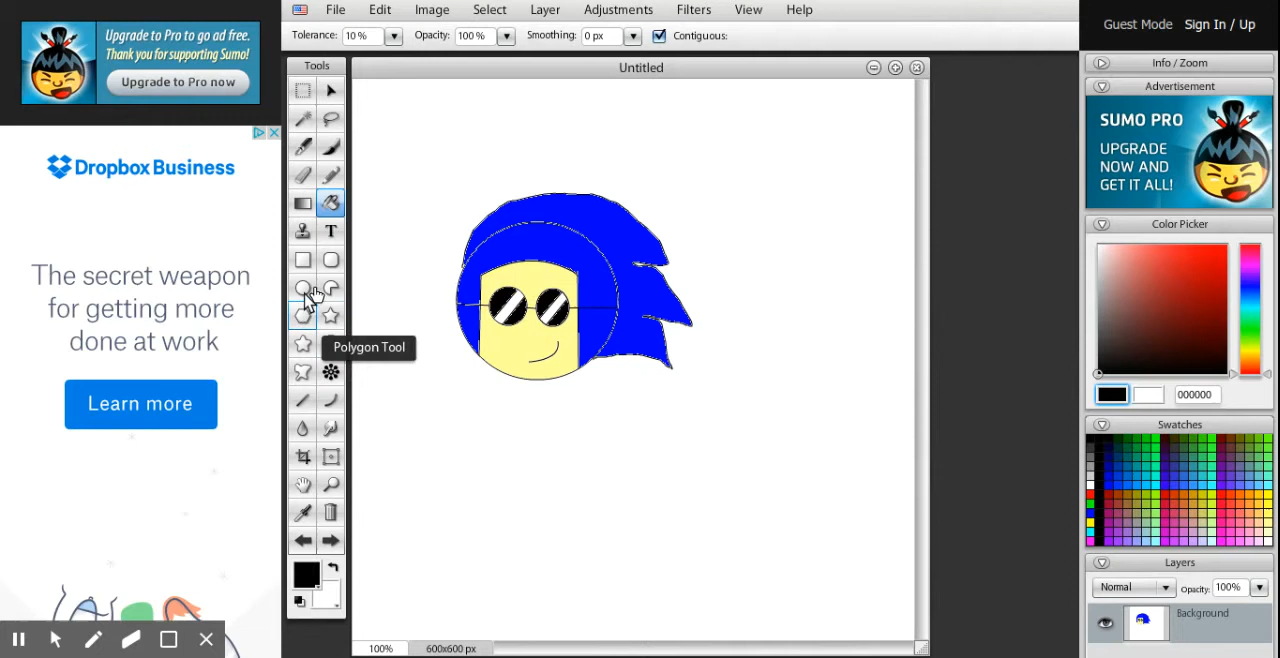 Upgrade to Pro to go ad free.
Thank you for supporting Sumo!
Upgrade to Pro now
Dropbox Business
The secret weapon
for getting more
done at work
Learn more
File Edit Image Select Layer Adjustments Filters View Help
Tolerance: 10 % Opacity: 100 % Smoothing: 0 px Contiguous:
Tools
T
Untitled
Polygon Tool
100% 600x600 px
Guest Mode Sign In / Up
Info / Zoom
Advertisement
SUMO PRO
UPGRADE
NOW AND
GET IT ALL!
Color Picker
000000
Swatches
Layers
Normal Opacity: 100%
Background